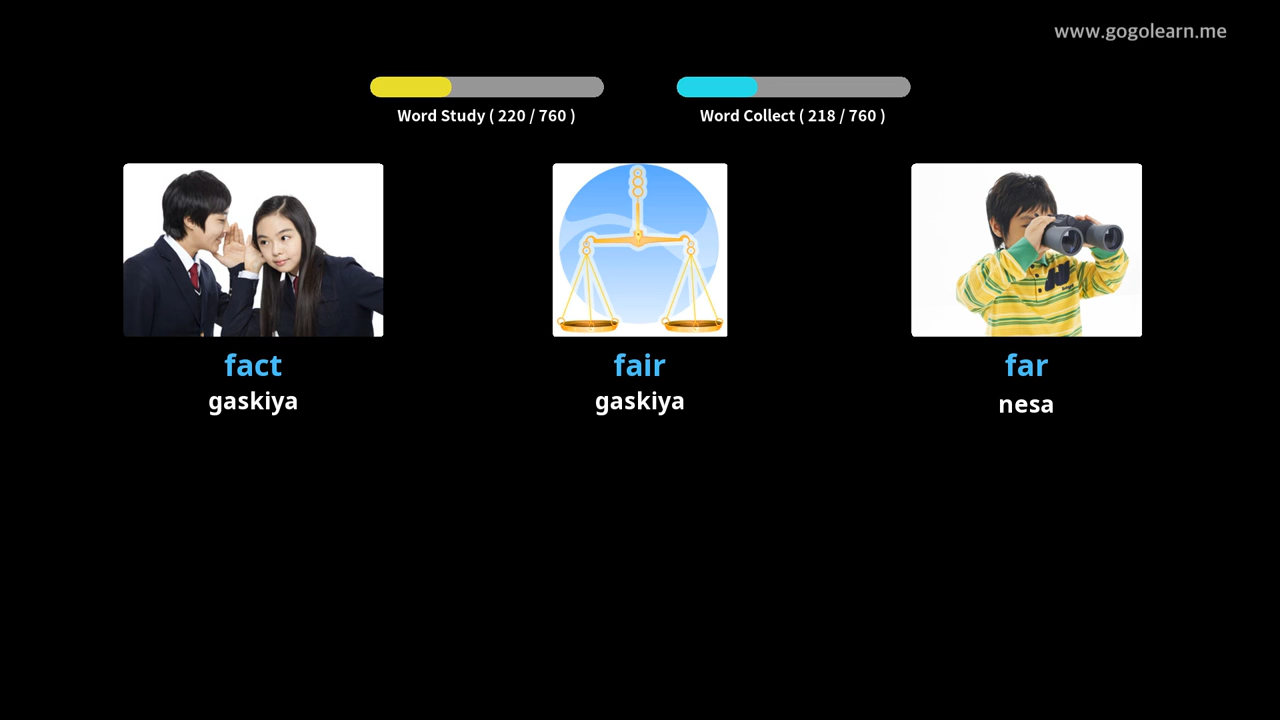 www.gogolearn.me
Word Study ( 220 / 760 )
Word Collect ( 218 / 760 )
fact
gaskiya
fair
gaskiya
far
nesa